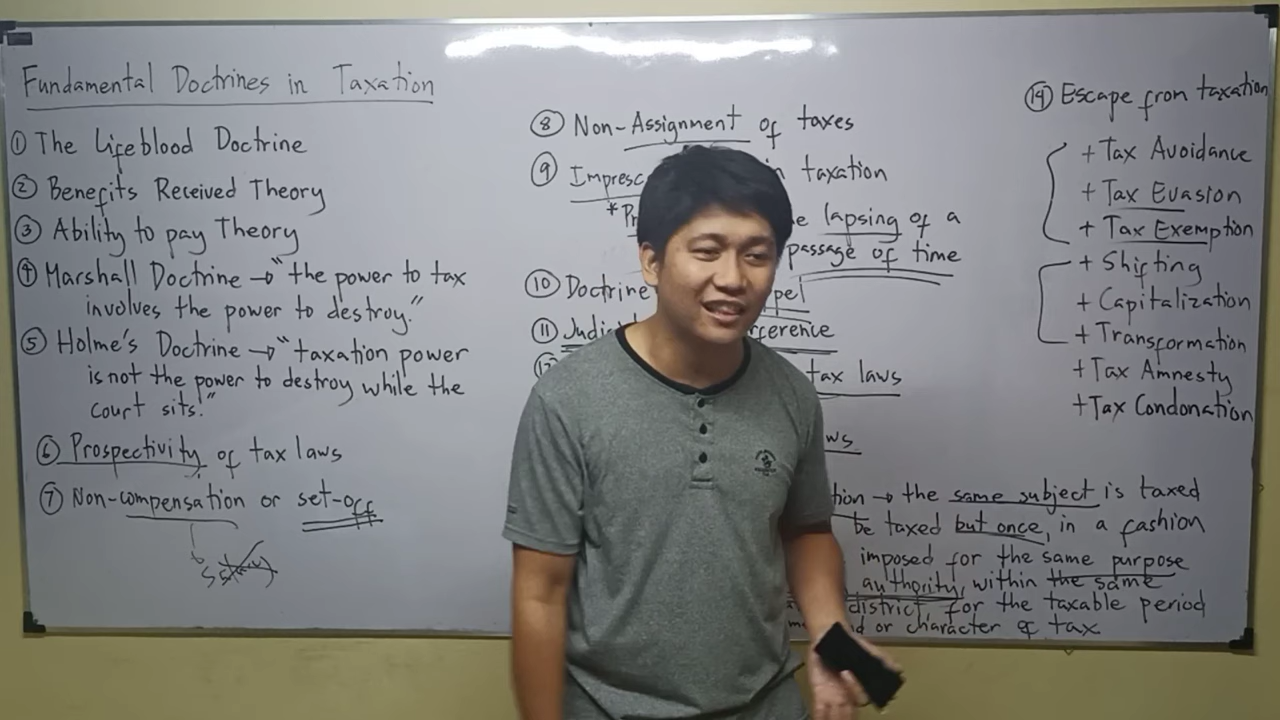 Fundamental Doctrines in Taxation
① The Lifeblood Doctrine
② Benefits Received Theory
③ Ability to pay Theory
④ Marshall Doctrine → "the power to tax
involves the power to destroy."
⑤ Holme's Doctrine → "taxation power
is not the power to destroy while the
court sits."
⑥ Prospectivity of tax laws
⑦ Non-compensation or set-off
⑧ Non-Assignment of taxes
⑨ taxation
lapsing of a
passage of time
⑩ Doctrine
⑪
tax laws
the same subject is taxed
be taxed but once, in a fashion
imposed for the same purpose
authority, within the same
district, for the taxable period
or character of tax
⑭ Escape from taxation
+ Tax Avoidance
+ Tax Evasion
+ Tax Exemption
+ Shifting
+ Capitalization
+ Transformation
+ Tax Amnesty
+ Tax Condonation